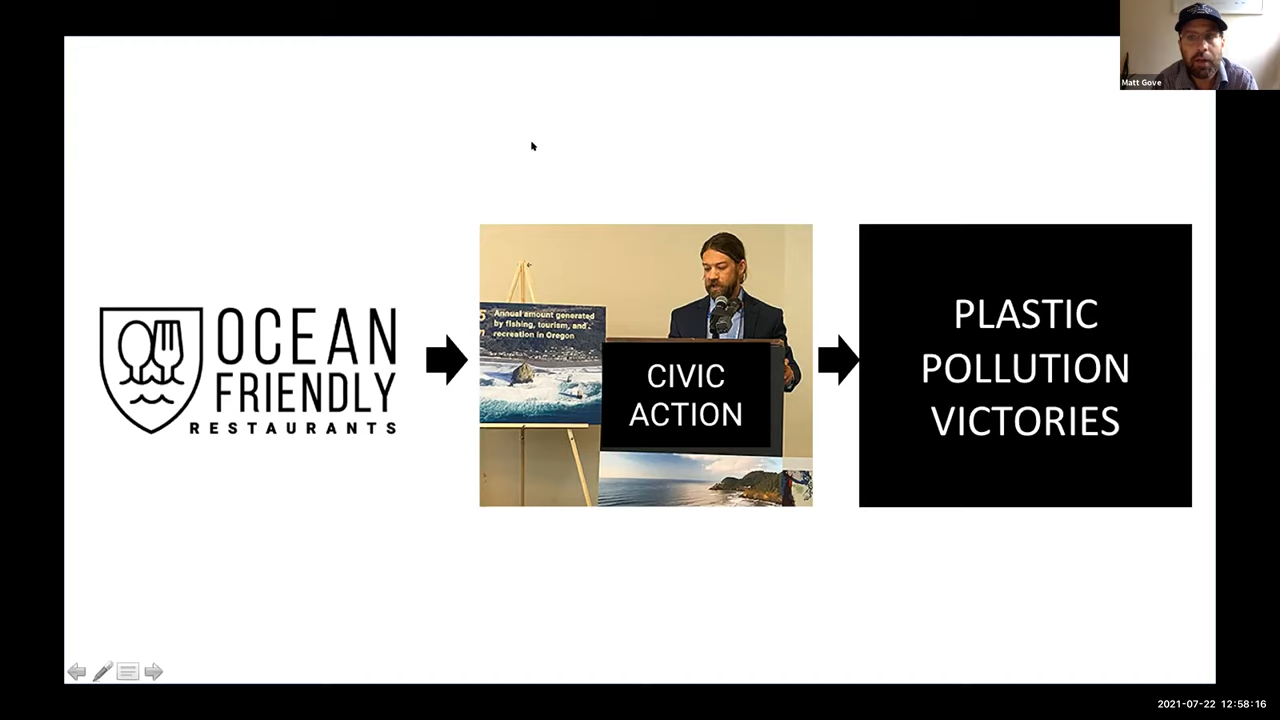 Matt Gove
OCEAN
FRIENDLY
RESTAURANTS
Annual amount generated
by fishing, tourism, and
recreation in Oregon
CIVIC
ACTION
PLASTIC
POLLUTION
VICTORIES
2021-07-22 12:58:16